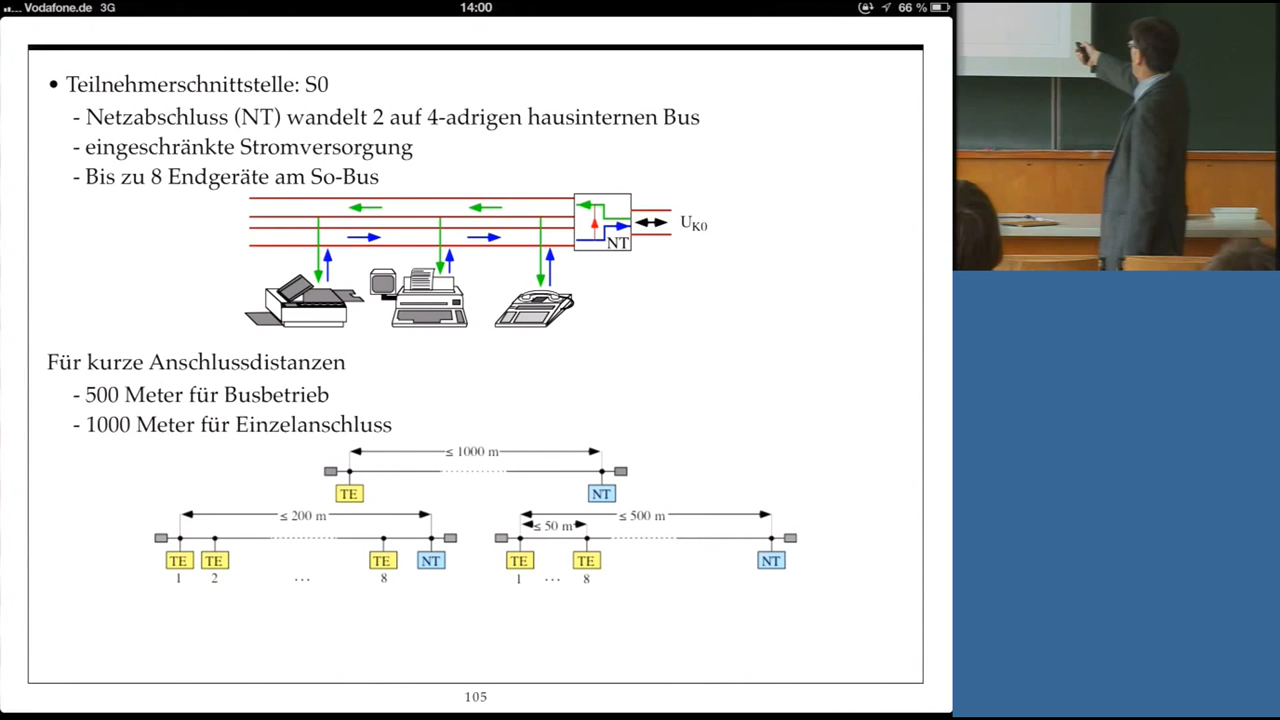 Vodafone.de 3G 14:00 66 %
• Teilnehmerschnittstelle: S0
- Netzabschluss (NT) wandelt 2 auf 4-adrigen hausinternen Bus
- eingeschränkte Stromversorgung
- Bis zu 8 Endgeräte am So-Bus
NT
UK0
Für kurze Anschlussdistanzen
- 500 Meter für Busbetrieb
- 1000 Meter für Einzelanschluss
≤ 1000 m
TE NT
≤ 200 m
TE TE TE NT
1 2 ... 8
≤ 500 m
≤ 50 m
TE TE NT
1 ... 8
105